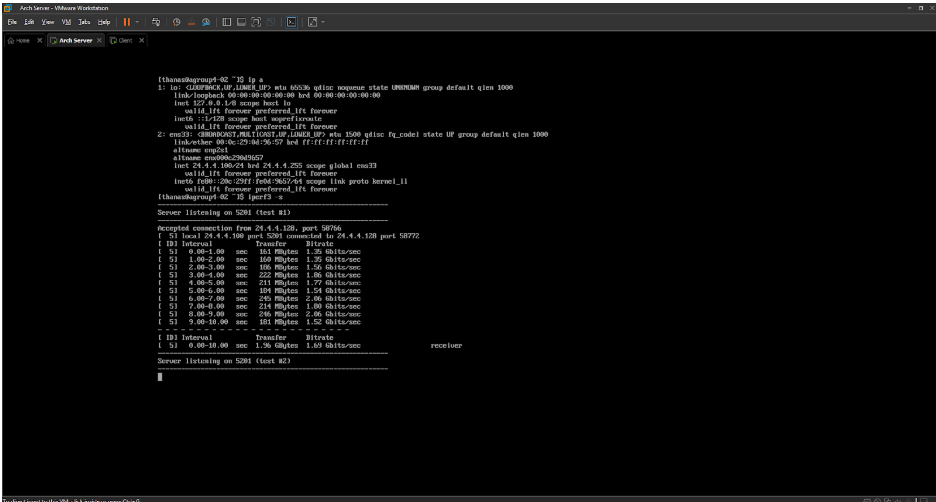 Arch Server - VMware Workstation
File Edit View VM Tabs Help
Home Arch Server Client
[thanas@agroup4-02 ~]$ ip a
1: lo: <LOOPBACK,UP,LOWER_UP> mtu 65536 qdisc noqueue state UNKNOWN group default qlen 1000
link/loopback 00:00:00:00:00:00 brd 00:00:00:00:00:00
inet 127.0.0.1/8 scope host lo
valid_lft forever preferred_lft forever
inet6 ::1/128 scope host noprefixroute
valid_lft forever preferred_lft forever
2: ens33: <BROADCAST,MULTICAST,UP,LOWER_UP> mtu 1500 qdisc fq_codel state UP group default qlen 1000
link/ether 00:0c:29:0d:96:57 brd ff:ff:ff:ff:ff:ff
altname enp2s1
altname enx000c290d9657
inet 24.4.4.100/24 brd 24.4.4.255 scope global ens33
valid_lft forever preferred_lft forever
inet6 fe80::20c:29ff:fe0d:9657/64 scope link proto kernel_ll
valid_lft forever preferred_lft forever
[thanas@agroup4-02 ~]$ iperf3 -s
-----------------------------------------------------------
Server listening on 5201 (test #1)
-----------------------------------------------------------
Accepted connection from 24.4.4.128, port 58766
[  5] local 24.4.4.100 port 5201 connected to 24.4.4.128 port 58772
[ ID] Interval Transfer Bitrate
[  5] 0.00-1.00 sec 161 MBytes 1.35 Gbits/sec
[  5] 1.00-2.00 sec 160 MBytes 1.35 Gbits/sec
[  5] 2.00-3.00 sec 186 MBytes 1.56 Gbits/sec
[  5] 3.00-4.00 sec 222 MBytes 1.86 Gbits/sec
[  5] 4.00-5.00 sec 211 MBytes 1.77 Gbits/sec
[  5] 5.00-6.00 sec 184 MBytes 1.54 Gbits/sec
[  5] 6.00-7.00 sec 245 MBytes 2.06 Gbits/sec
[  5] 7.00-8.00 sec 214 MBytes 1.80 Gbits/sec
[  5] 8.00-9.00 sec 246 MBytes 2.06 Gbits/sec
[  5] 9.00-10.00 sec 181 MBytes 1.52 Gbits/sec
- - - - - - - - - - - - - - - - - - - - - - - - -
[ ID] Interval Transfer Bitrate
[  5] 0.00-10.00 sec 1.96 GBytes 1.69 Gbits/sec receiver
-----------------------------------------------------------
Server listening on 5201 (test #2)
-----------------------------------------------------------